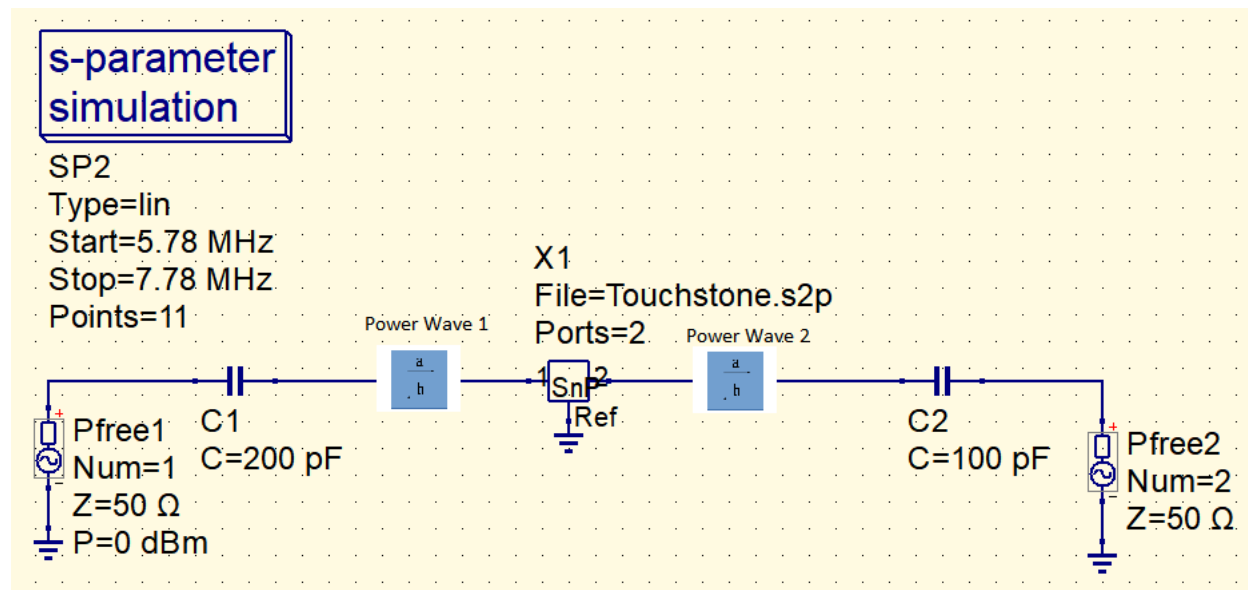 s-parameter
simulation
SP2
Type=lin
Start=5.78 MHz
Stop=7.78 MHz
Points=11
X1
File=Touchstone.s2p
Ports=2
Power Wave 1
Power Wave 2
a
b
a
b
1
SnP
2
Ref
C1
C=200 pF
C2
C=100 pF
+
Pfree1
Num=1
-
Z=50 Ω
P=0 dBm
+
Pfree2
Num=2
-
Z=50 Ω